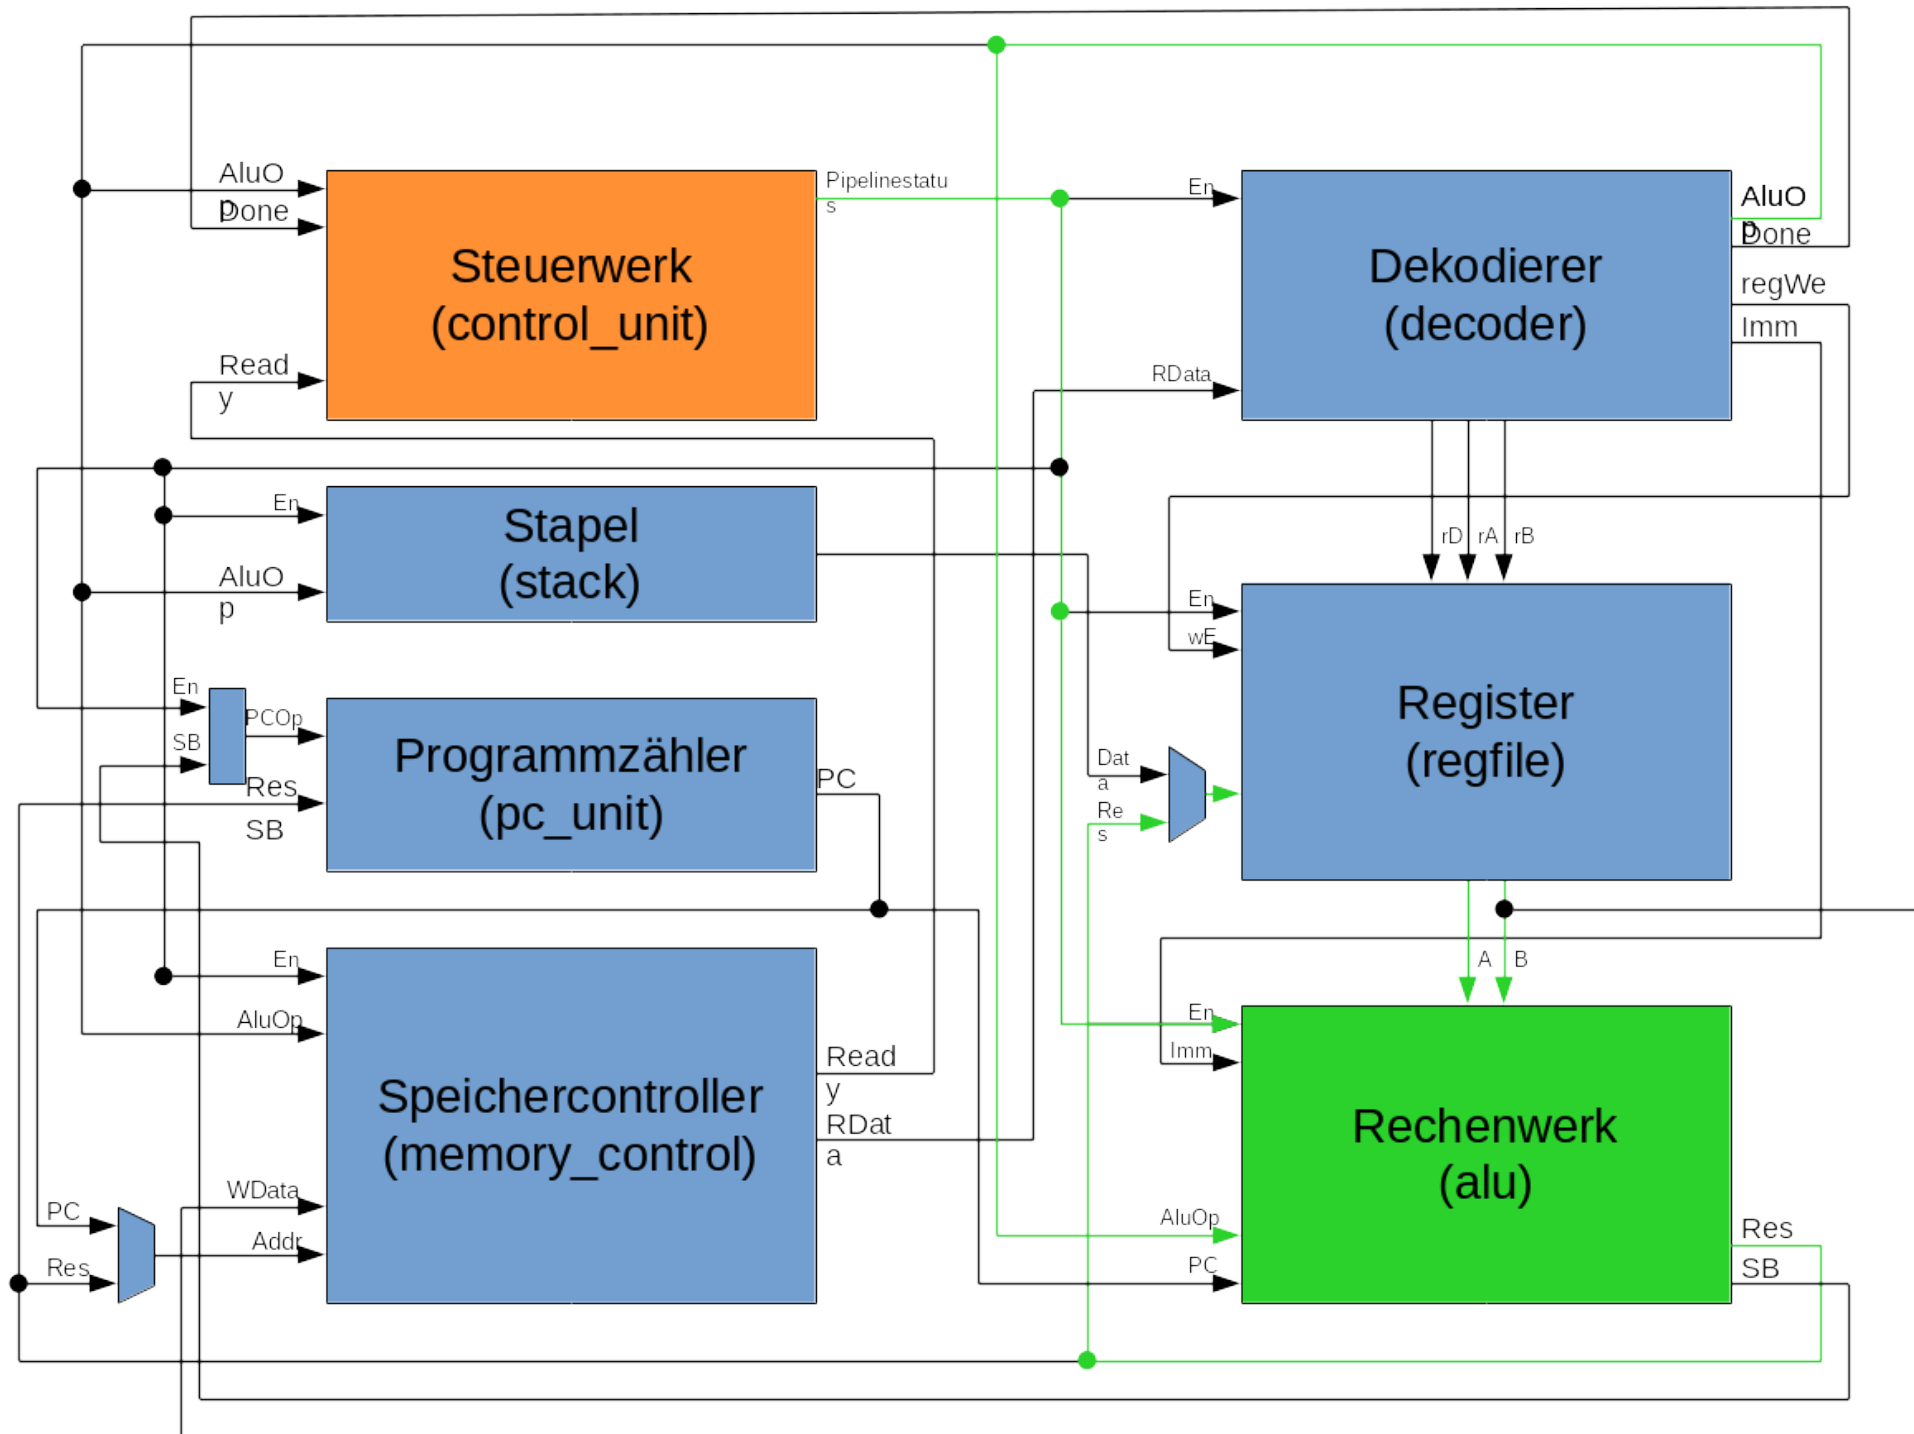 AluO
p
Done
Steuerwerk
(control_unit)
Read
y
Pipelinestatu
s
En
RData
Dekodierer
(decoder)
AluO
p
Done
regWe
Imm
En
AluO
p
Stapel
(stack)
rD rA rB
En
wE
Register
(regfile)
Dat
a
Re
s
En
SB
PCOp
Res
SB
Programmzähler
(pc_unit)
PC
A B
En
AluOp
Speichercontroller
(memory_control)
Read
y
RDat
a
WData
Addr
PC
Res
En
Imm
Rechenwerk
(alu)
AluOp
PC
Res
SB